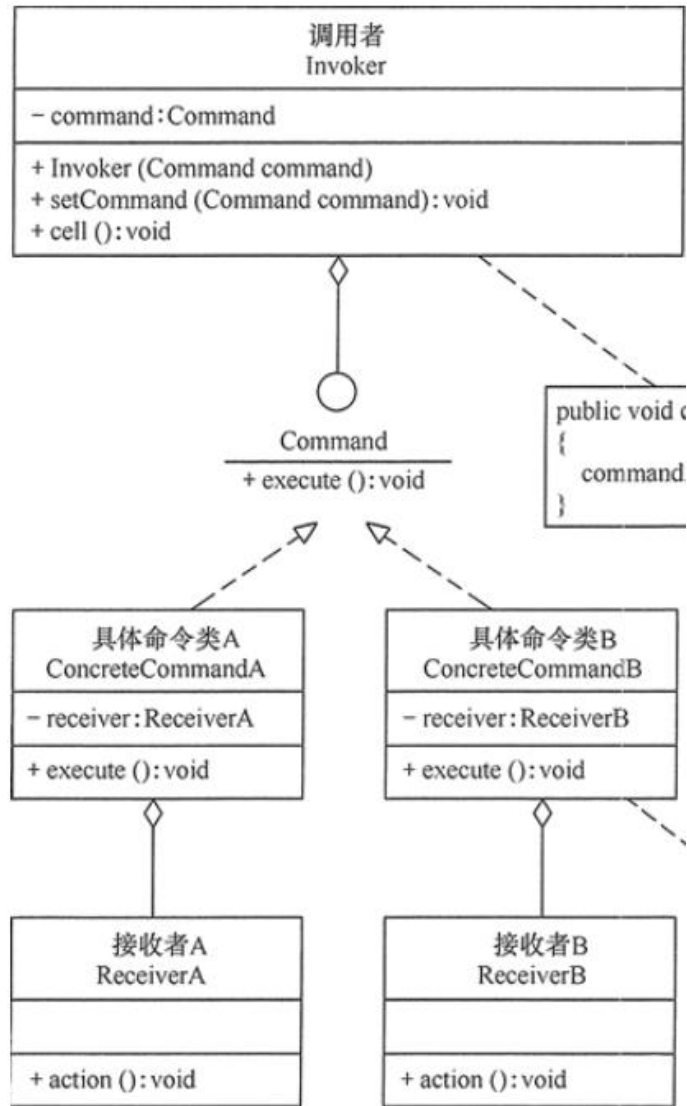 调用者
Invoker
- command:Command
+ Invoker (Command command)
+ setCommand (Command command):void
+ cell ():void
public void
{
command
}
Command
+ execute ():void
具体命令类A
ConcreteCommandA
- receiver:ReceiverA
+ execute ():void
具体命令类B
ConcreteCommandB
- receiver:ReceiverB
+ execute ():void
接收者A
ReceiverA
+ action ():void
接收者B
ReceiverB
+ action ():void